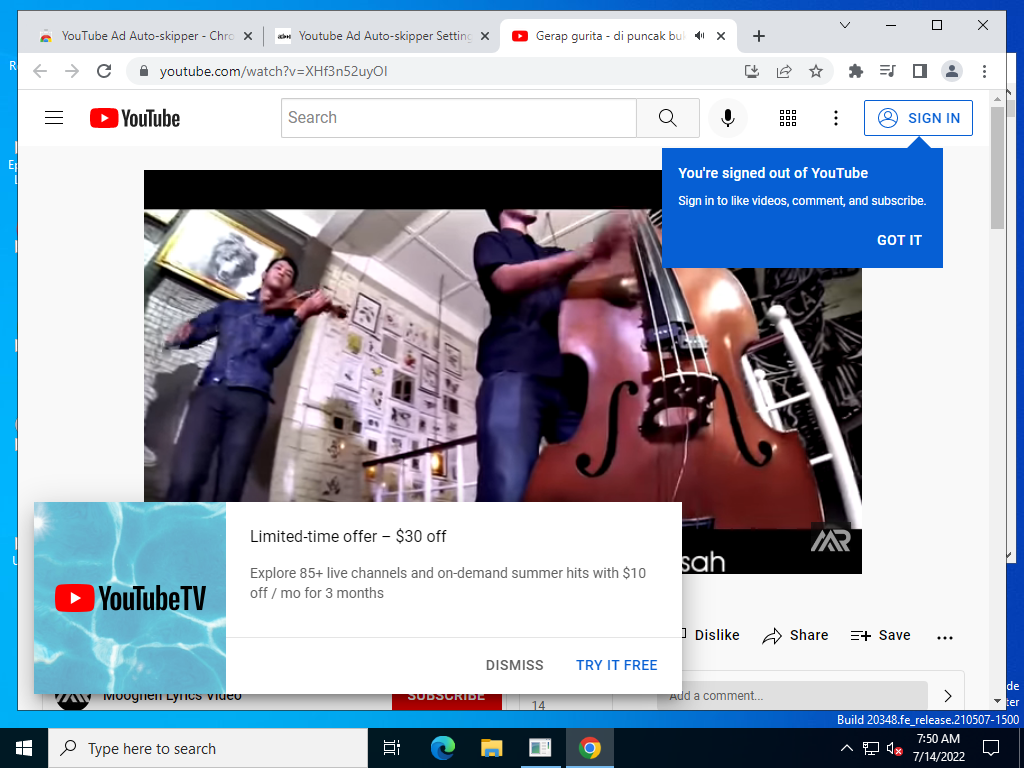 YouTube Ad Auto-skipper - Chro
Youtube Ad Auto-skipper Setting
Gerap gurita - di puncak buk
youtube.com/watch?v=XHf3n52uyOI
YouTube
Search
SIGN IN
You're signed out of YouTube
Sign in to like videos, comment, and subscribe.
GOT IT
sah
MR
Limited-time offer – $30 off
Explore 85+ live channels and on-demand summer hits with $10
off / mo for 3 months
YouTubeTV
DISMISS
TRY IT FREE
Dislike
Share
Save
Moognen Lyrics Video
SUBSCRIBE
14
Add a comment...
Build 20348.fe_release.210507-1500
Type here to search
7:50 AM
7/14/2022